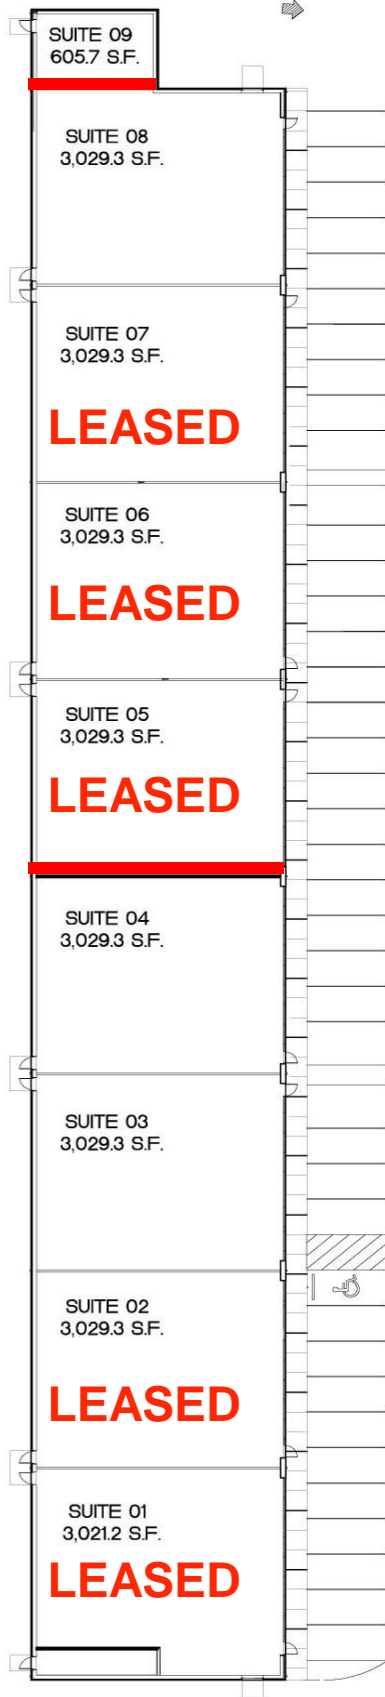 SUITE 09
605.7 S.F.
SUITE 08
3,029.3 S.F.
SUITE 07
3,029.3 S.F.
LEASED
SUITE 06
3,029.3 S.F.
LEASED
SUITE 05
3,029.3 S.F.
LEASED
SUITE 04
3,029.3 S.F.
SUITE 03
3,029.3 S.F.
SUITE 02
3,029.3 S.F.
LEASED
SUITE 01
3,021.2 S.F.
LEASED